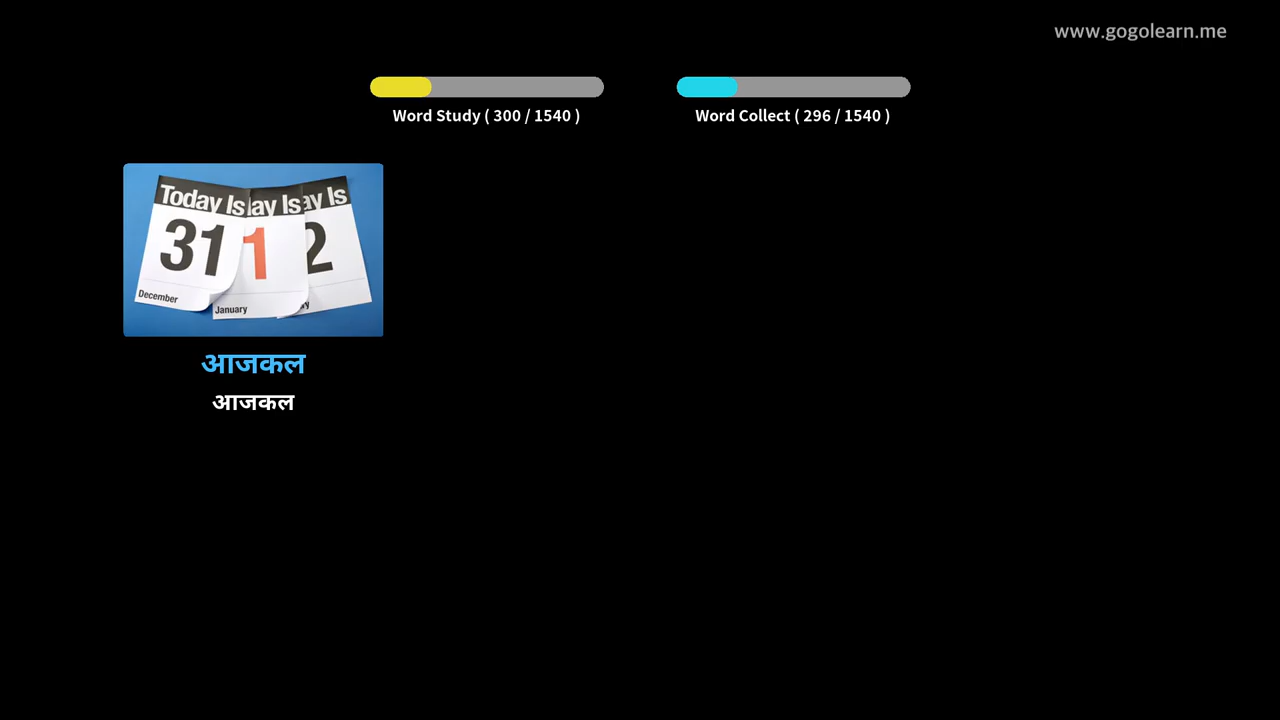 www.gogolearn.me
Word Study ( 300 / 1540 )
Word Collect ( 296 / 1540 )
Today Is
ay Is
ay Is
31
1
2
December
January
आजकल
आजकल